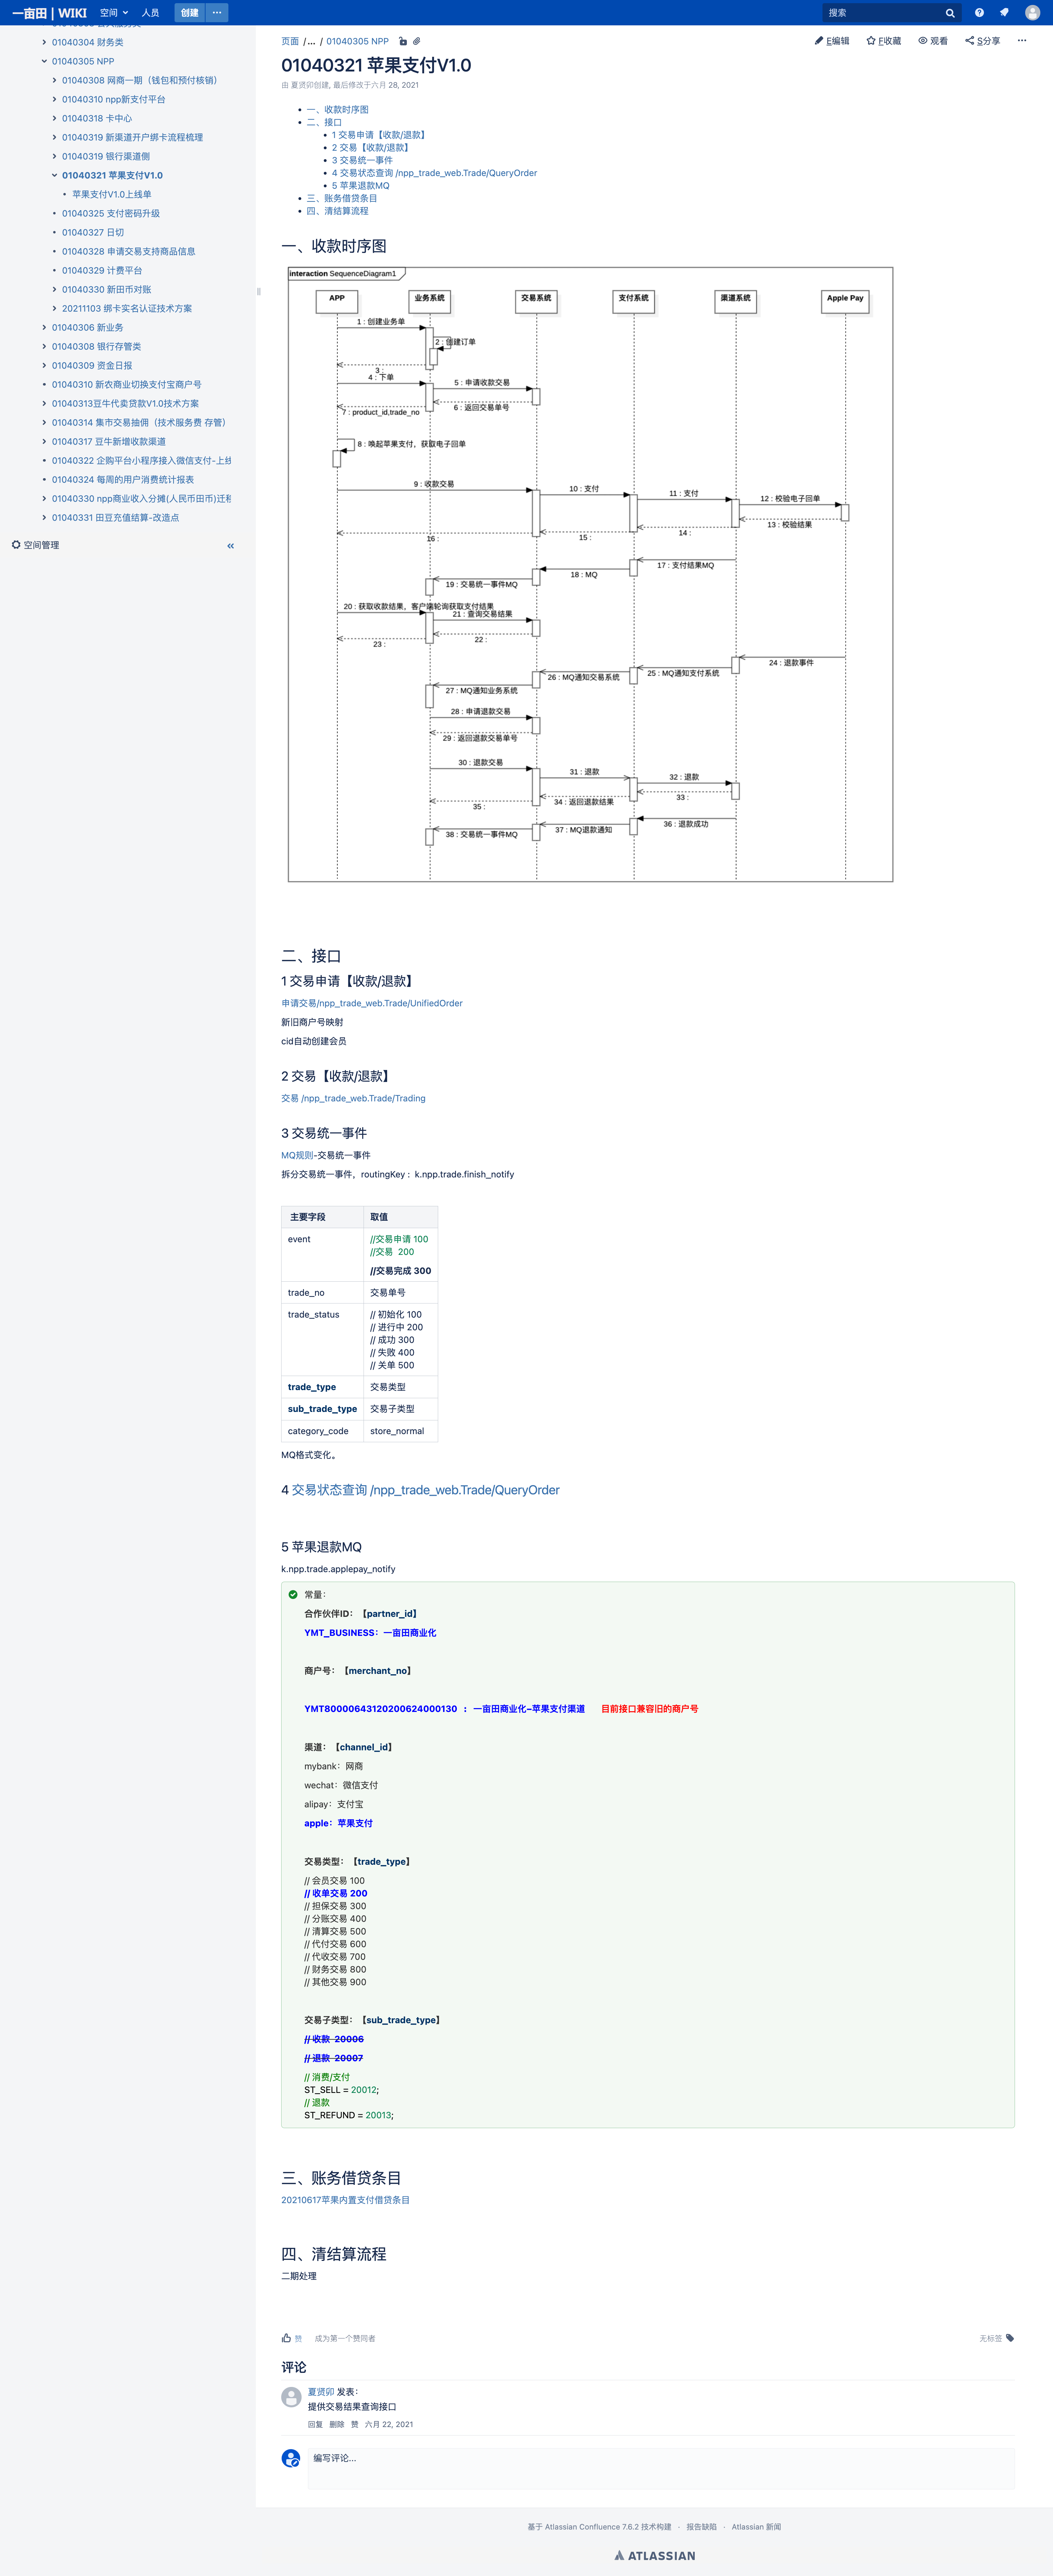 一亩田 | WIKI
空间
人员
创建
搜索
01040304 财务类
01040305 NPP
01040308 网商一期（钱包和预付核销）
01040310 npp新支付平台
01040318 卡中心
01040319 新渠道开户绑卡流程梳理
01040319 银行渠道侧
01040321 苹果支付V1.0
苹果支付V1.0上线单
01040325 支付密码升级
01040327 日切
01040328 申请交易支持商品信息
01040329 计费平台
01040330 新田币对账
20211103 绑卡实名认证技术方案
01040306 新业务
01040308 银行存管类
01040309 资金日报
01040310 新农商业切换支付宝商户号
01040313豆牛代卖贷款V1.0技术方案
01040314 集市交易抽佣（技术服务费 存管）
01040317 豆牛新增收款渠道
01040322 企购平台小程序接入微信支付-上线
01040324 每周的用户消费统计报表
01040330 npp商业收入分摊(人民币田币)迁移
01040331 田豆充值结算-改造点
空间管理
页面 / ... / 01040305 NPP
E编辑
F收藏
观看
S分享
01040321 苹果支付V1.0
由 夏贤卯创建, 最后修改于六月 28, 2021
一、收款时序图
二、接口
1 交易申请【收款/退款】
2 交易【收款/退款】
3 交易统一事件
4 交易状态查询 /npp_trade_web.Trade/QueryOrder
5 苹果退款MQ
三、账务借贷条目
四、清结算流程
一、收款时序图
interaction SequenceDiagram1
APP
业务系统
交易系统
支付系统
渠道系统
Apple Pay
1 : 创建业务单
2 : 创建订单
3 :
4 : 下单
5 : 申请收款交易
6 : 返回交易单号
7 : product_id,trade_no
8 : 唤起苹果支付，获取电子回单
9 : 收款交易
10 : 支付
11 : 支付
12 : 校验电子回单
13 : 校验结果
14 :
15 :
16 :
17 : 支付结果MQ
18 : MQ
19 : 交易统一事件MQ
20 : 获取收款结果，客户端轮询获取支付结果
21 : 查询交易结果
22 :
23 :
24 : 退款事件
25 : MQ通知支付系统
26 : MQ通知交易系统
27 : MQ通知业务系统
28 : 申请退款交易
29 : 返回退款交易单号
30 : 退款交易
31 : 退款
32 : 退款
33 :
34 : 返回退款结果
35 :
36 : 退款成功
37 : MQ退款通知
38 : 交易统一事件MQ
二、接口
1 交易申请【收款/退款】
申请交易/npp_trade_web.Trade/UnifiedOrder
新旧商户号映射
cid自动创建会员
2 交易【收款/退款】
交易 /npp_trade_web.Trade/Trading
3 交易统一事件
MQ规则-交易统一事件
拆分交易统一事件，routingKey： k.npp.trade.finish_notify
主要字段 取值
event //交易申请 100
//交易 200
//交易完成 300
trade_no 交易单号
trade_status // 初始化 100
// 进行中 200
// 成功 300
// 失败 400
// 关单 500
trade_type 交易类型
sub_trade_type 交易子类型
category_code store_normal
MQ格式变化。
4 交易状态查询 /npp_trade_web.Trade/QueryOrder
5 苹果退款MQ
k.npp.trade.applepay_notify
常量：
合作伙伴ID：【partner_id】
YMT_BUSINESS：一亩田商业化
商户号：【merchant_no】
YMT80000643120200624000130 ： 一亩田商业化-苹果支付渠道 目前接口兼容旧的商户号
渠道：【channel_id】
mybank：网商
wechat：微信支付
alipay：支付宝
apple：苹果支付
交易类型：【trade_type】
// 会员交易 100
// 收单交易 200
// 担保交易 300
// 分账交易 400
// 清算交易 500
// 代付交易 600
// 代收交易 700
// 财务交易 800
// 其他交易 900
交易子类型：【sub_trade_type】
// 收款 20006
// 退款 20007
// 消费/支付
ST_SELL = 20012;
// 退款
ST_REFUND = 20013;
三、账务借贷条目
20210617苹果内置支付借贷条目
四、清结算流程
二期处理
赞 成为第一个赞同者
无标签
评论
夏贤卯 发表：
提供交易结果查询接口
回复 删除 赞 六月 22, 2021
编写评论...
基于 Atlassian Confluence 7.6.2 技术构建 · 报告缺陷 · Atlassian 新闻
ATLASSIAN